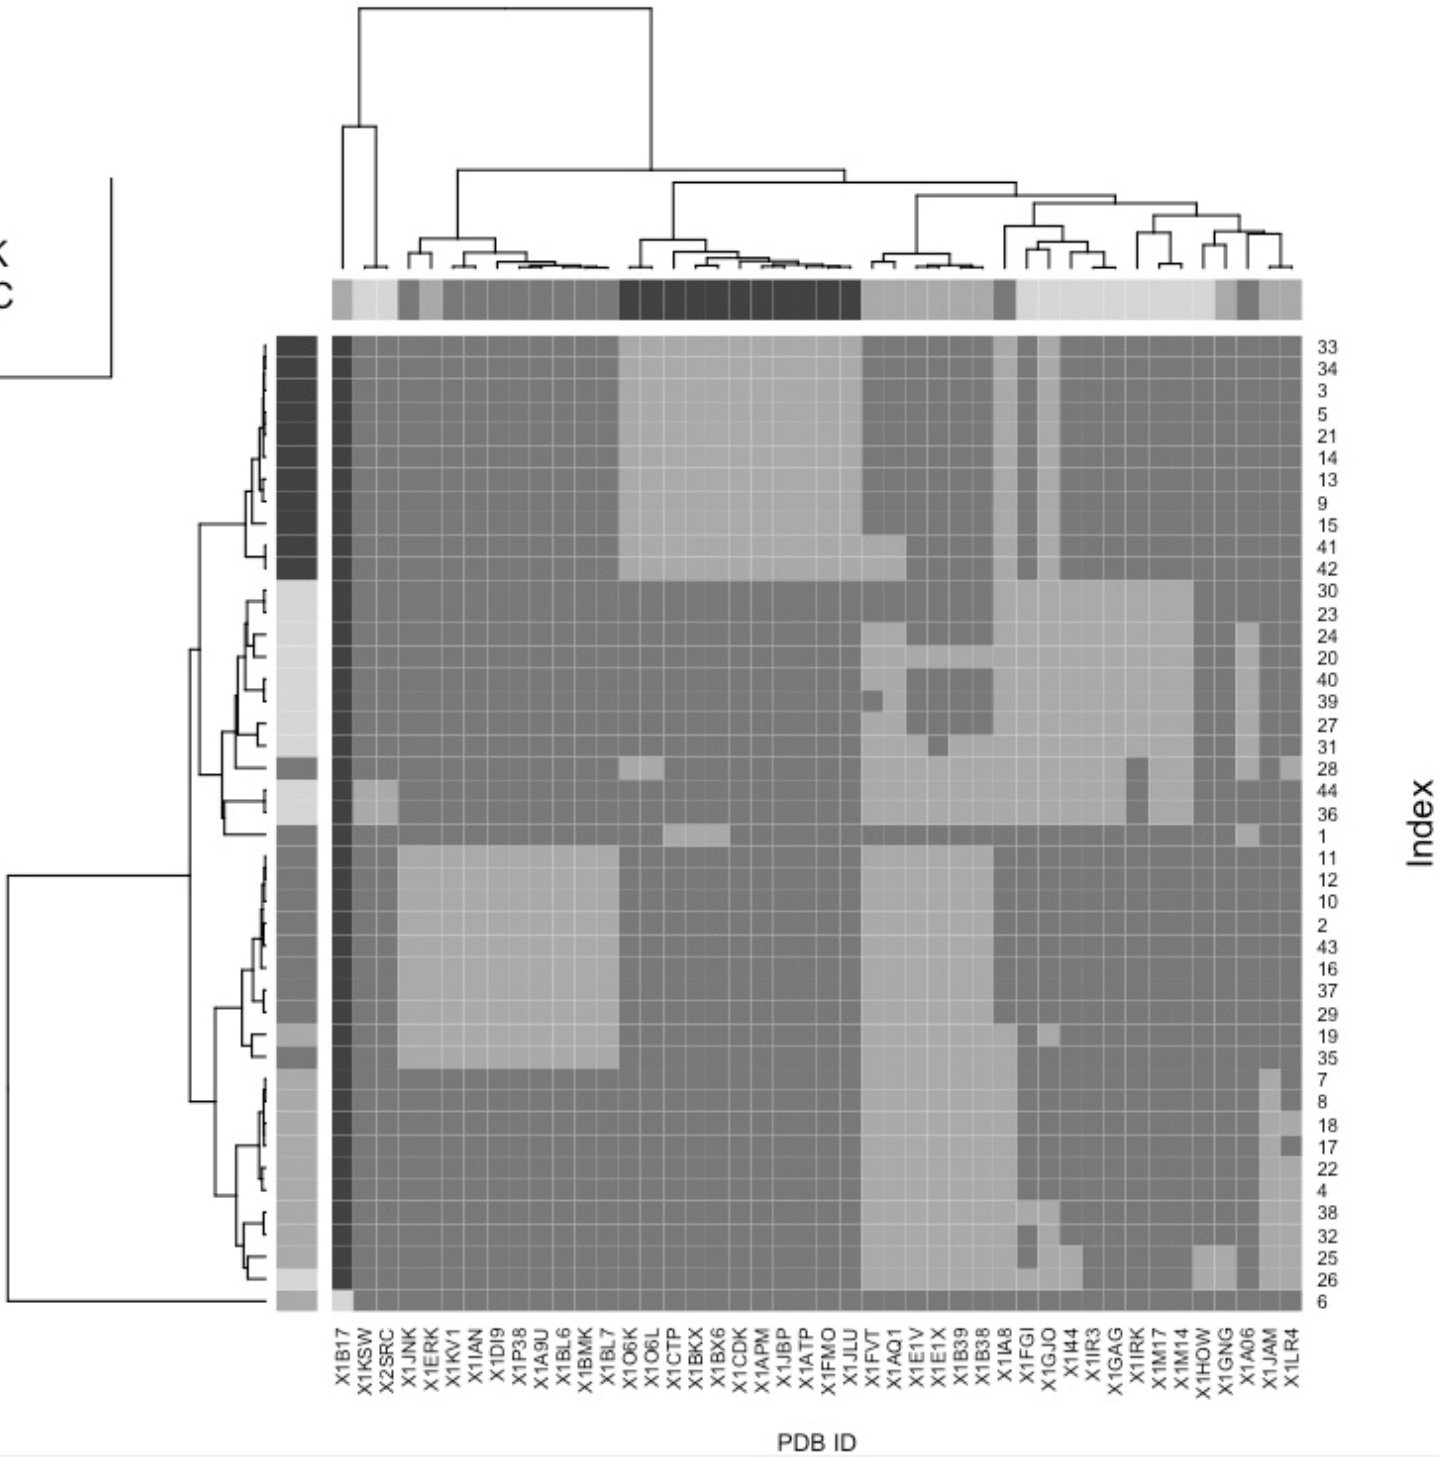 K
C
33
34
3
5
21
14
13
9
15
41
42
30
23
24
20
40
39
27
31
28
44
36
1
11
12
10
2
43
16
37
29
19
35
7
8
18
17
22
4
38
32
25
26
6
Index
X1B17
X1KSW
X2SRC
X1JNK
X1ERK
X1KV1
X1IAN
X1DI9
X1P38
X1A9U
X1BL6
X1BMK
X1BL7
X1O6K
X1O6L
X1CTP
X1BKX
X1BX6
X1CDK
X1APM
X1JBP
X1ATP
X1FMO
X1JLU
X1FVT
X1AQ1
X1E1V
X1E1X
X1B39
X1B38
X1IA8
X1FGI
X1GJO
X1I44
X1IR3
X1GAG
X1IRK
X1M17
X1M14
X1HOW
X1GNG
X1A06
X1JAM
X1LR4
PDB ID